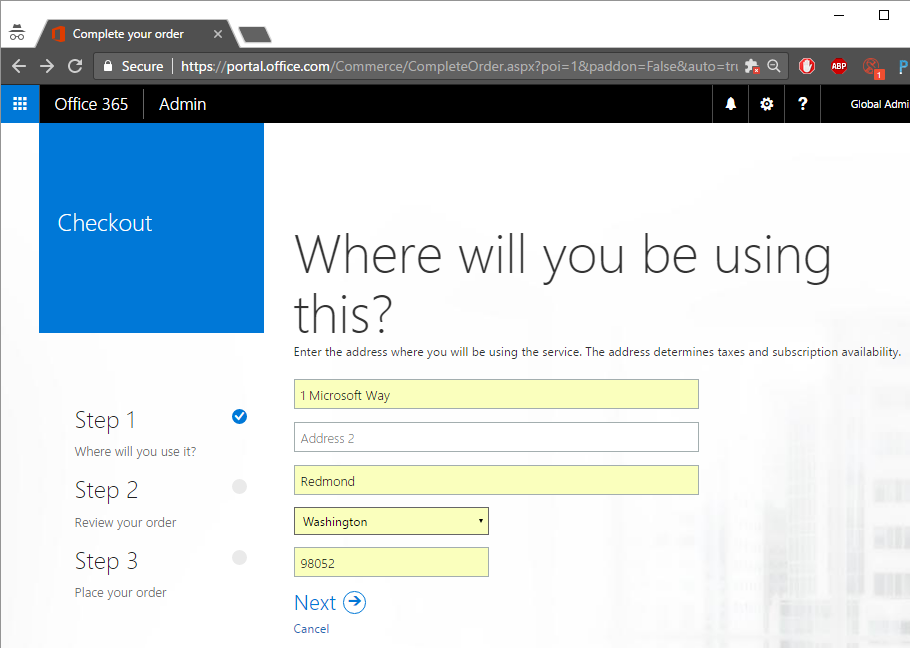 Complete your order
Secure | https://portal.office.com/Commerce/CompleteOrder.aspx?poi=1&paddon=False&auto=tru
ABP
1
Office 365
Admin
?
Global Admi
Checkout
Where will you be using
this?
Enter the address where you will be using the service. The address determines taxes and subscription availability.
1 Microsoft Way
Address 2
Redmond
Washington
98052
Next
Cancel
Step 1
Where will you use it?
Step 2
Review your order
Step 3
Place your order